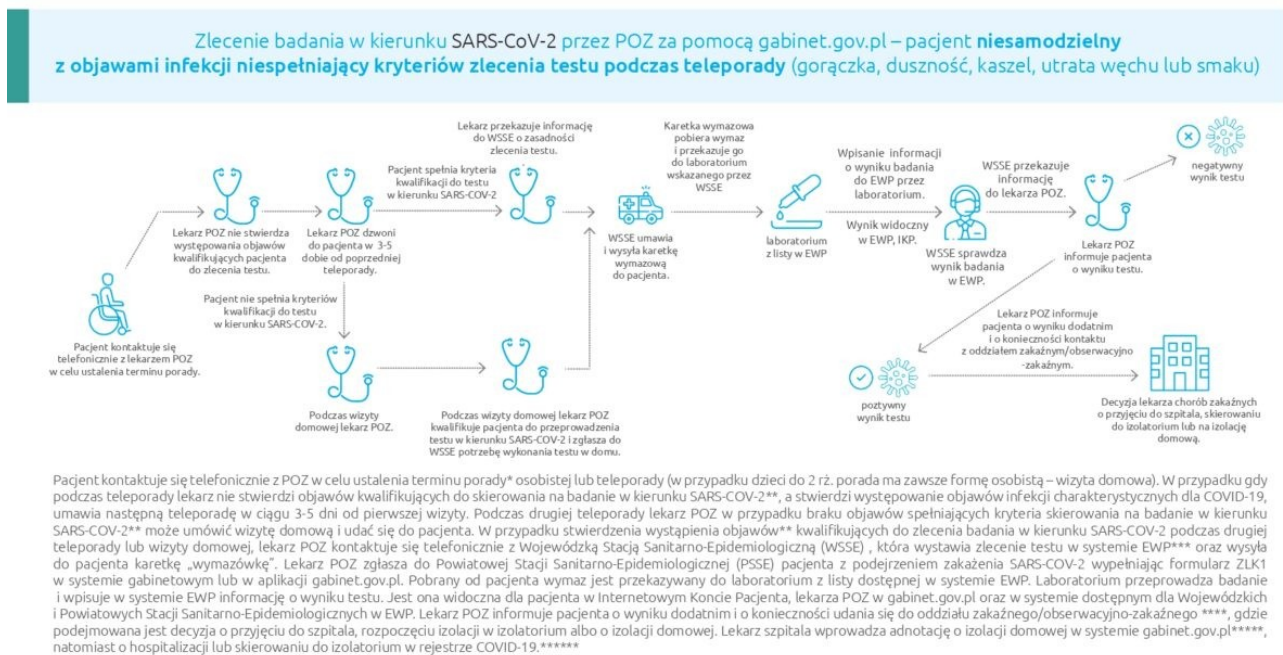 Zlecenie badania w kierunku SARS-CoV-2 przez POZ za pomocą gabinet.gov.pl – pacjent niesamodzielny
z objawami infekcji niespełniający kryteriów zlecenia testu podczas teleporady (gorączka, duszność, kaszel, utrata węchu lub smaku)
Pacjent kontaktuje się
telefonicznie z lekarzem POZ
w celu ustalenia terminu porady.
Lekarz POZ nie stwierdza
występowania objawów
kwalifikujących pacjenta
do zlecenia testu.
Lekarz POZ dzwoni
do pacjenta w 3-5
dobie od poprzedniej
teleporady.
Pacjent spełnia kryteria
kwalifikacji do testu
w kierunku SARS-COV-2
Lekarz przekazuje informację
do WSSE o zasadności
zlecenia testu.
Pacjent nie spełnia kryteriów
kwalifikacji do testu
w kierunku SARS-COV-2.
Podczas wizyty
domowej lekarz POZ.
Podczas wizyty domowej lekarz POZ
kwalifikuje pacjenta do przeprowadzenia
testu w kierunku SARS-COV-2 i zgłasza do
WSSE potrzebę wykonania testu w domu.
WSSE umawia
i wysyła karetkę
wymazową
do pacjenta.
Karetka wymazowa
pobiera wymaz
i przekazuje go
do laboratorium
wskazanego przez
WSSE
laboratorium
z listy w EWP
Wpisanie informacji
o wyniku badania
do EWP przez
laboratorium.
Wynik widoczny
w EWP, IKP.
WSSE sprawdza
wynik badania
w EWP.
WSSE przekazuje
informację
do lekarza POZ.
Lekarz POZ
informuje pacjenta
o wyniku testu.
negatywny
wynik testu
poztywny
wynik testu
Lekarz POZ informuje
pacjenta o wyniku dodatnim
i o konieczności kontaktu
z oddziałem zakaźnym/obserwacyjno
-zakaźnym.
Decyzja lekarza chorób zakaźnych
o przyjęciu do szpitala, skierowaniu
do izolatorium lub na izolację
domową.
Pacjent kontaktuje się telefonicznie z POZ w celu ustalenia terminu porady* osobistej lub teleporady (w przypadku dzieci do 2 rż. porada ma zawsze formę osobistą – wizyta domowa). W przypadku gdy
podczas teleporady lekarz nie stwierdzi objawów kwalifikujących do skierowania na badanie w kierunku SARS-COV-2**, a stwierdzi występowanie objawów infekcji charakterystycznych dla COVID-19,
umawia następną teleporadę w ciągu 3-5 dni od pierwszej wizyty. Podczas drugiej teleporady lekarz POZ w przypadku braku objawów spełniających kryteria skierowania na badanie w kierunku
SARS-COV-2** może umówić wizytę domową i udać się do pacjenta. W przypadku stwierdzenia wystąpienia objawów** kwalifikujących do zlecenia badania w kierunku SARS-COV-2 podczas drugiej
teleporady lub wizyty domowej, lekarz POZ kontaktuje się telefonicznie z Wojewódzką Stacją Sanitarno-Epidemiologiczną (WSSE) , która wystawia zlecenie testu w systemie EWP*** oraz wysyła
do pacjenta karetkę „wymazówkę”. Lekarz POZ zgłasza do Powiatowej Stacji Sanitarno-Epidemiologicznej (PSSE) pacjenta z podejrzeniem zakażenia SARS-COV-2 wypełniając formularz ZLK1
w systemie gabinetowym lub w aplikacji gabinet.gov.pl. Pobrany od pacjenta wymaz jest przekazywany do laboratorium z listy dostępnej w systemie EWP. Laboratorium przeprowadza badanie
i wpisuje w systemie EWP informację o wyniku testu. Jest ona widoczna dla pacjenta w Internetowym Koncie Pacjenta, lekarza POZ w gabinet.gov.pl oraz w systemie dostępnym dla Wojewódzkich
i Powiatowych Stacji Sanitarno-Epidemiologicznych w EWP. Lekarz POZ informuje pacjenta o wyniku dodatnim i o konieczności udania się do oddziału zakaźnego/obserwacyjno-zakaźnego ****, gdzie
podejmowana jest decyzja o przyjęciu do szpitala, rozpoczęciu izolacji w izolatorium albo o izolacji domowej. Lekarz szpitala wprowadza adnotację o izolacji domowej w systemie gabinet.gov.pl*****,
natomiast o hospitalizacji lub skierowaniu do izolatorium w rejestrze COVID-19.******